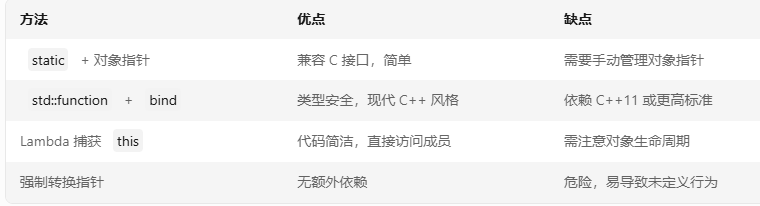 方法 优点 缺点
static + 对象指针 兼容 C 接口，简单 需要手动管理对象指针
std::function + bind 类型安全，现代 C++ 风格 依赖 C++11 或更高标准
Lambda 捕获 this 代码简洁，直接访问成员 需注意对象生命周期
强制转换指针 无额外依赖 危险，易导致未定义行为